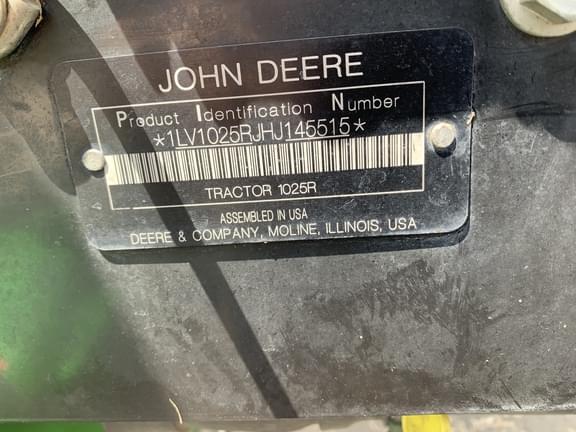 JOHN DEERE
Product Identification Number
*1LV1025RJHJ145515*
TRACTOR 1025R
ASSEMBLED IN USA
DEERE & COMPANY, MOLINE, ILLINOIS, USA